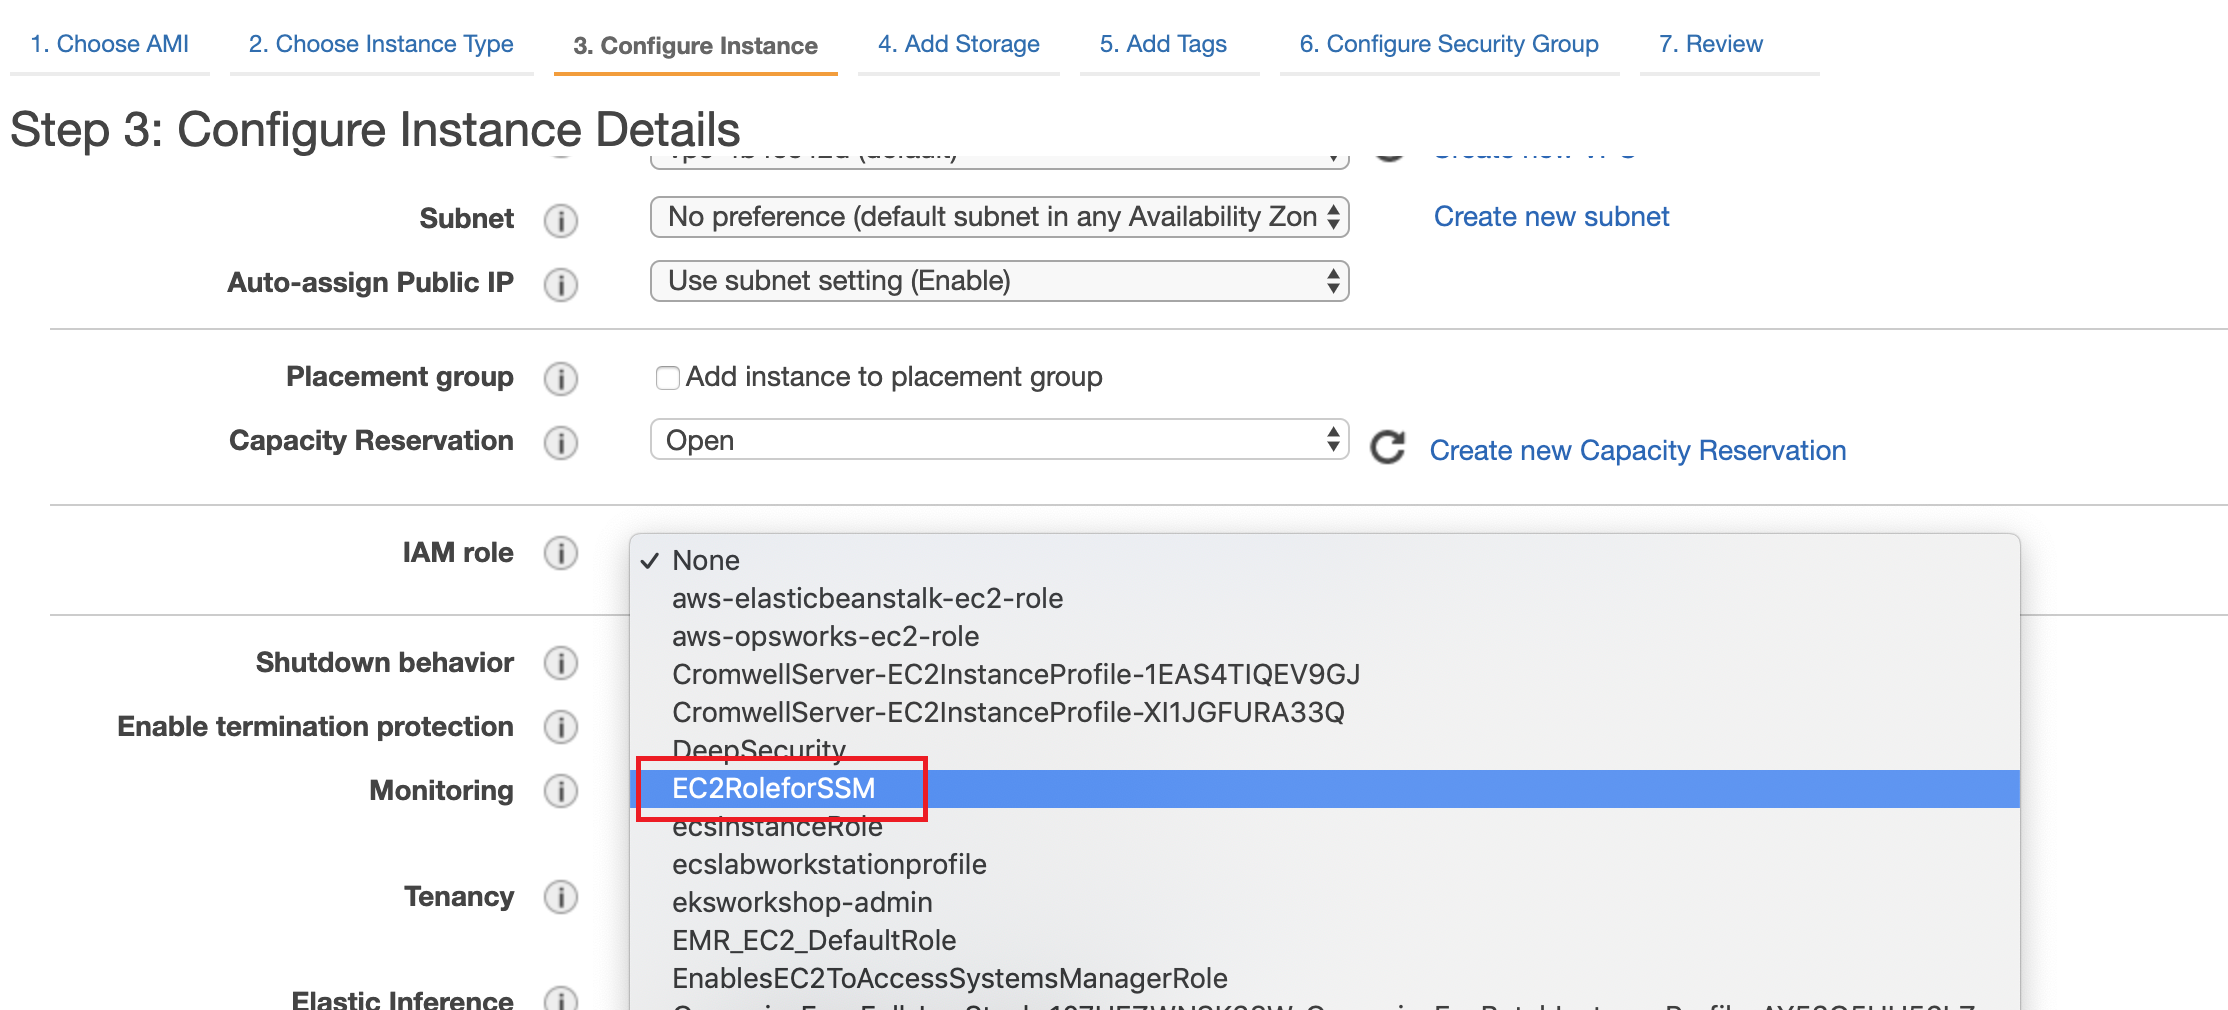 1. Choose AMI 2. Choose Instance Type 3. Configure Instance 4. Add Storage 5. Add Tags 6. Configure Security Group 7. Review
Step 3: Configure Instance Details
(default) Create new VPC
Subnet No preference (default subnet in any Availability Zon Create new subnet
Auto-assign Public IP Use subnet setting (Enable)
Placement group Add instance to placement group
Capacity Reservation Open Create new Capacity Reservation
IAM role
None
aws-elasticbeanstalk-ec2-role
aws-opsworks-ec2-role
Shutdown behavior
CromwellServer-EC2InstanceProfile-1EAS4TIQEV9GJ
CromwellServer-EC2InstanceProfile-XI1JGFURA33Q
Enable termination protection
DeepSecurity
Monitoring
EC2RoleforSSM
ecsInstanceRole
ecslabworkstationprofile
Tenancy
eksworkshop-admin
EMR_EC2_DefaultRole
EnablesEC2ToAccessSystemsManagerRole
Elastic Inference